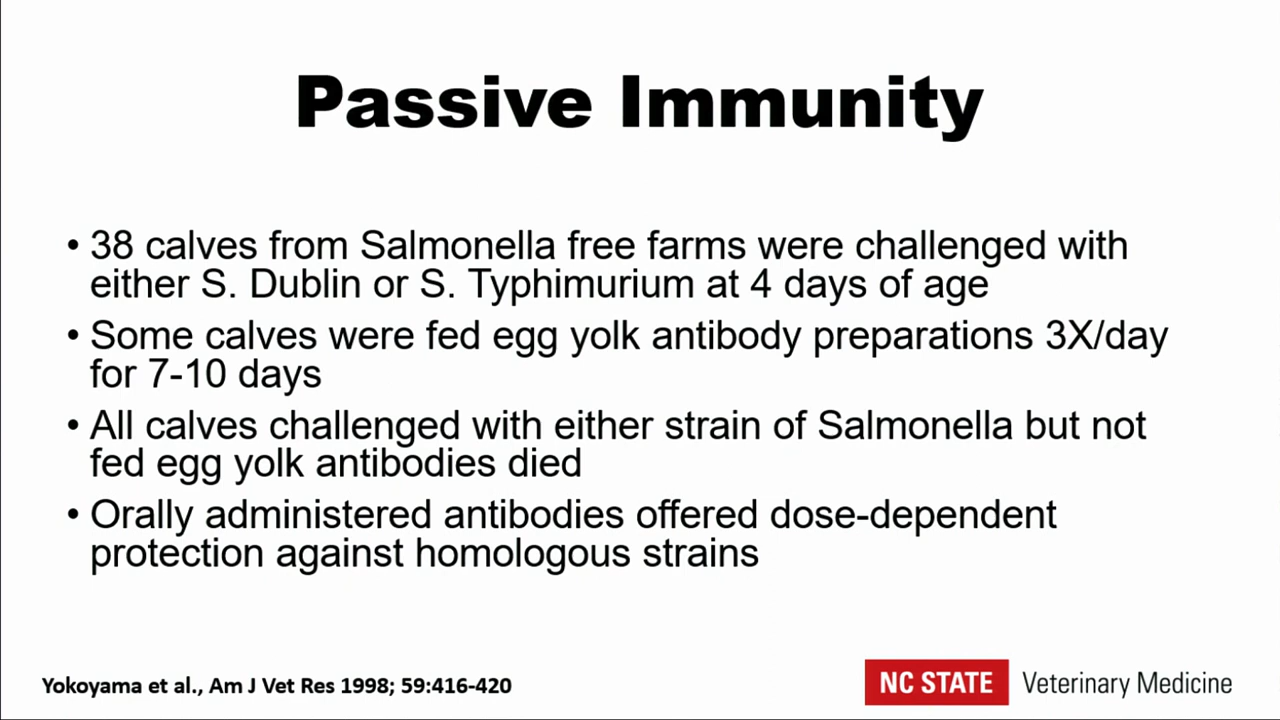 Passive Immunity
• 38 calves from Salmonella free farms were challenged with
either S. Dublin or S. Typhimurium at 4 days of age
• Some calves were fed egg yolk antibody preparations 3X/day
for 7-10 days
• All calves challenged with either strain of Salmonella but not
fed egg yolk antibodies died
• Orally administered antibodies offered dose-dependent
protection against homologous strains
Yokoyama et al., Am J Vet Res 1998; 59:416-420
NC STATE Veterinary Medicine